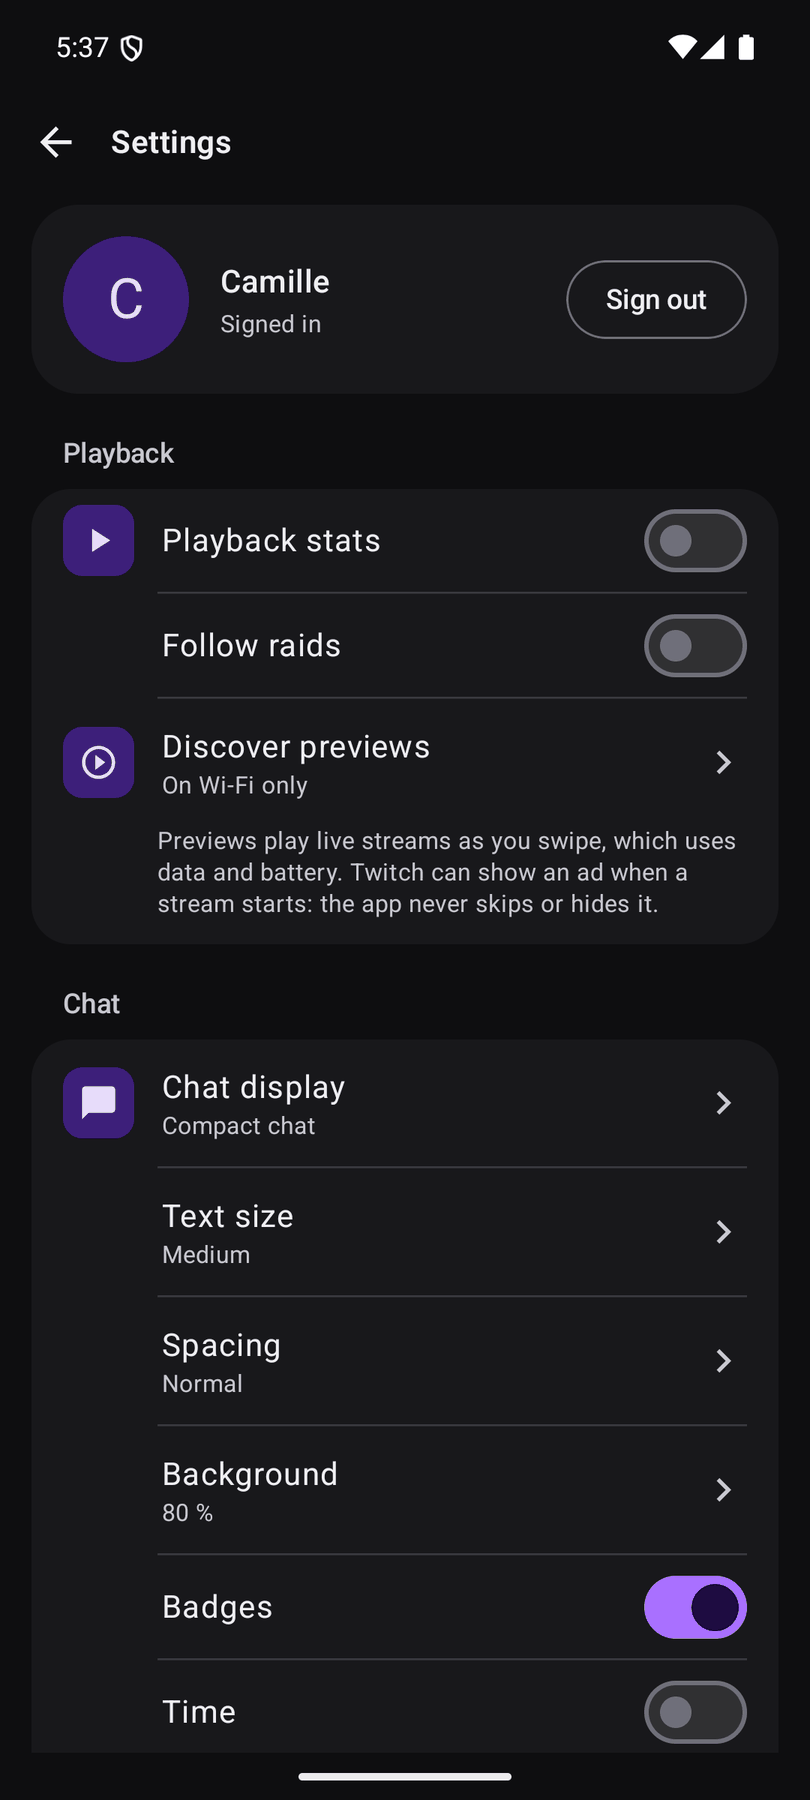 5:37
Settings
C
Camille
Signed in
Sign out
Playback
Playback stats
Follow raids
Discover previews
On Wi-Fi only
Previews play live streams as you swipe, which uses
data and battery. Twitch can show an ad when a
stream starts: the app never skips or hides it.
Chat
Chat display
Compact chat
Text size
Medium
Spacing
Normal
Background
80 %
Badges
Time